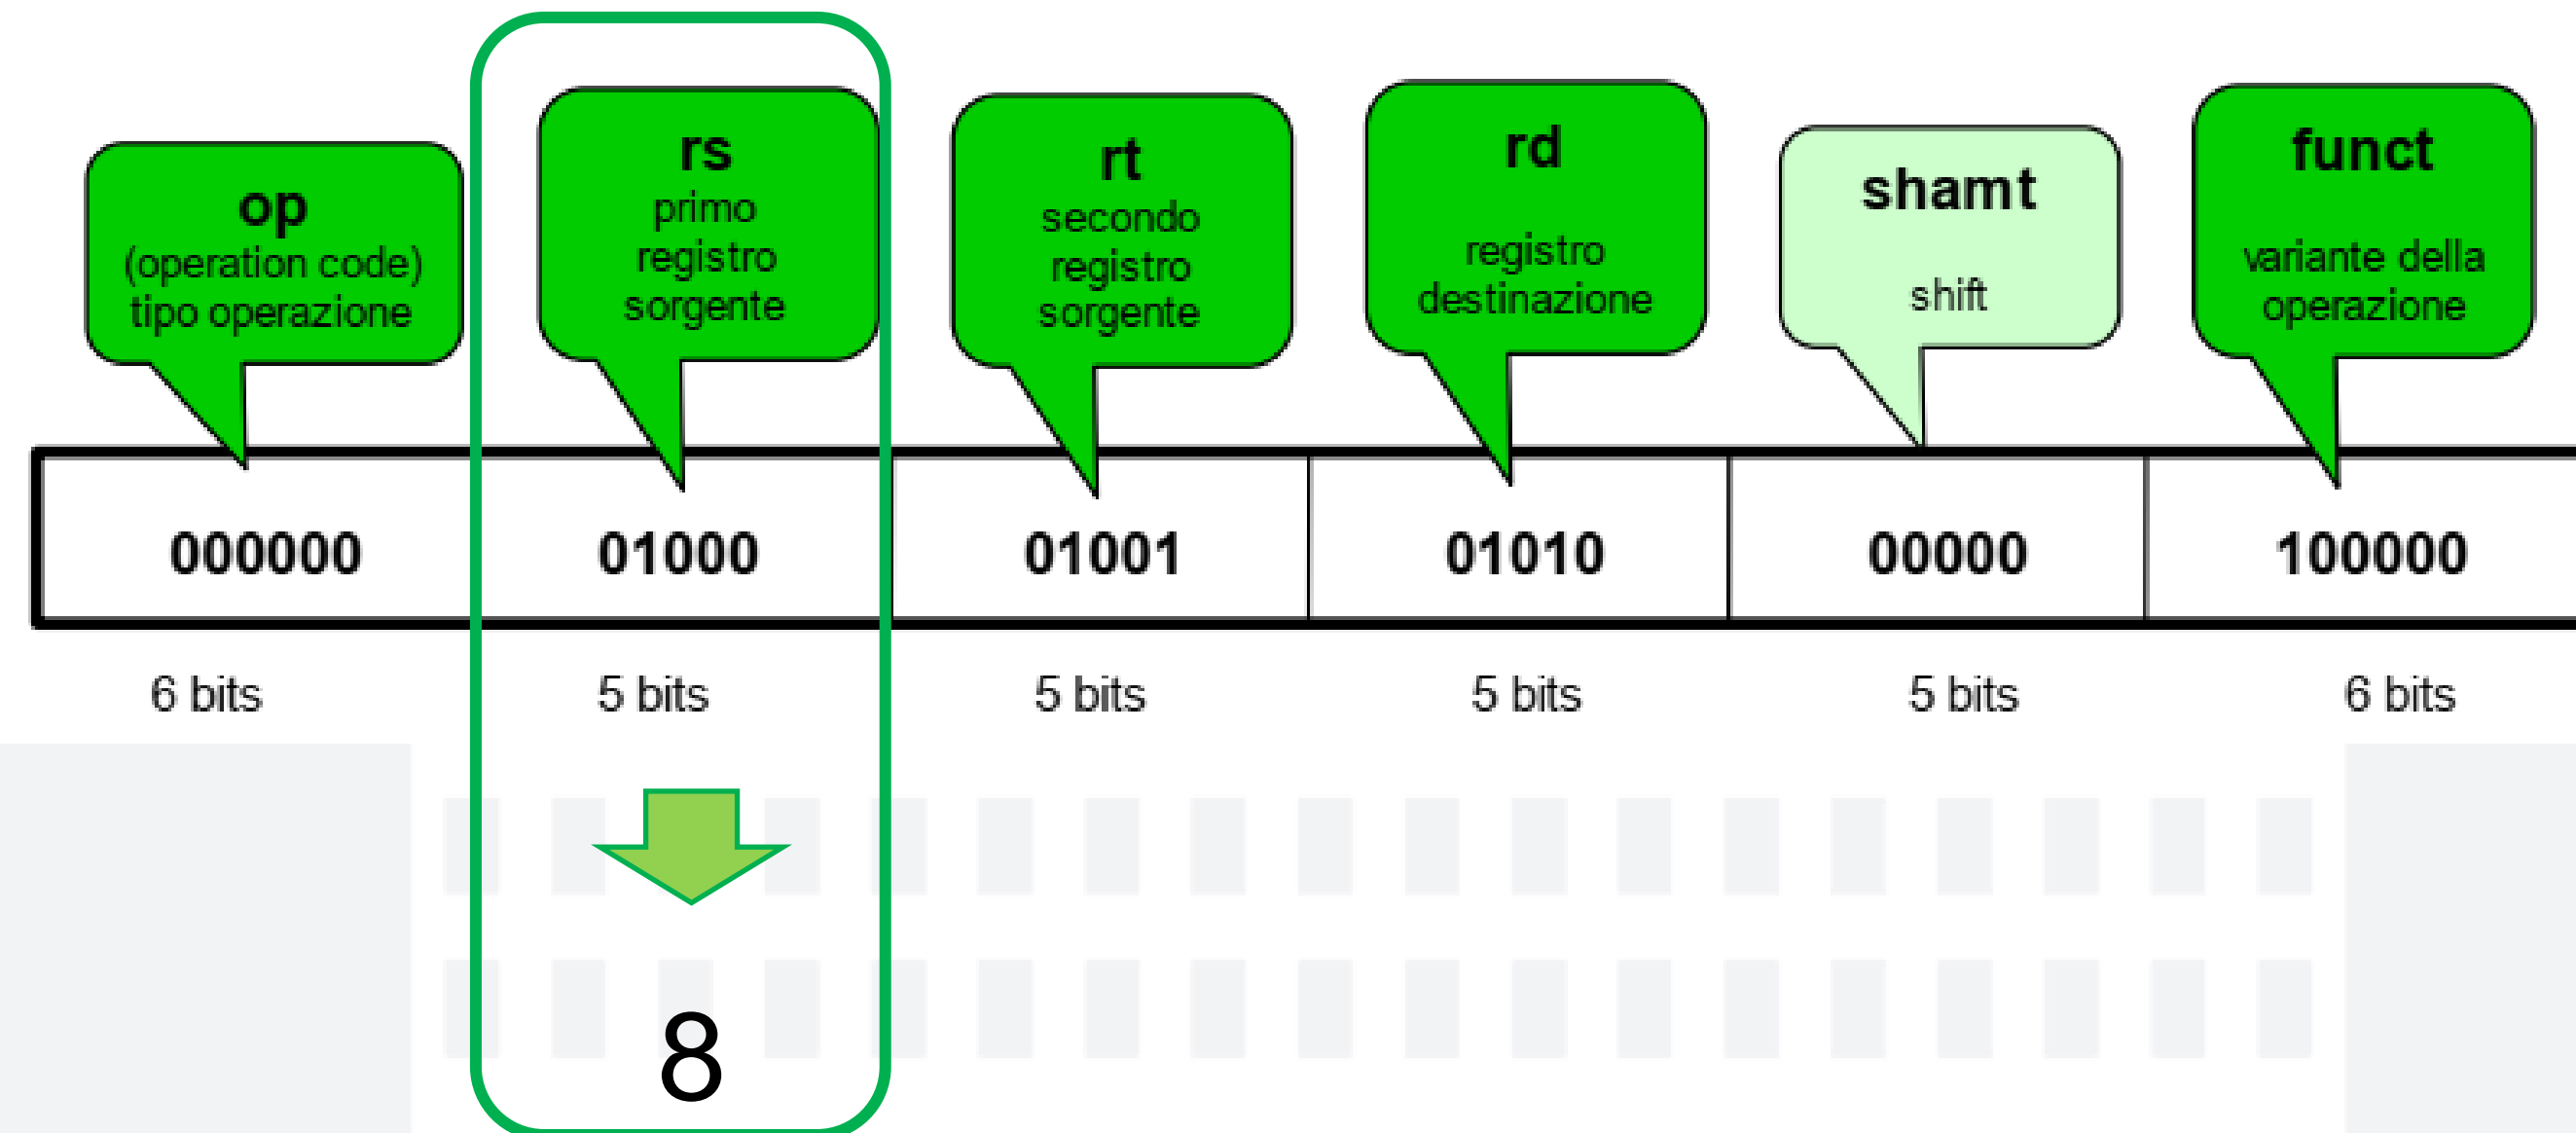 op
(operation code)
tipo operazione
rs
primo
registro
sorgente
rt
secondo
registro
sorgente
rd
registro
destinazione
shamt
shift
funct
variante della
operazione
000000 01000 01001 01010 00000 100000
6 bits 5 bits 5 bits 5 bits 5 bits 6 bits
8